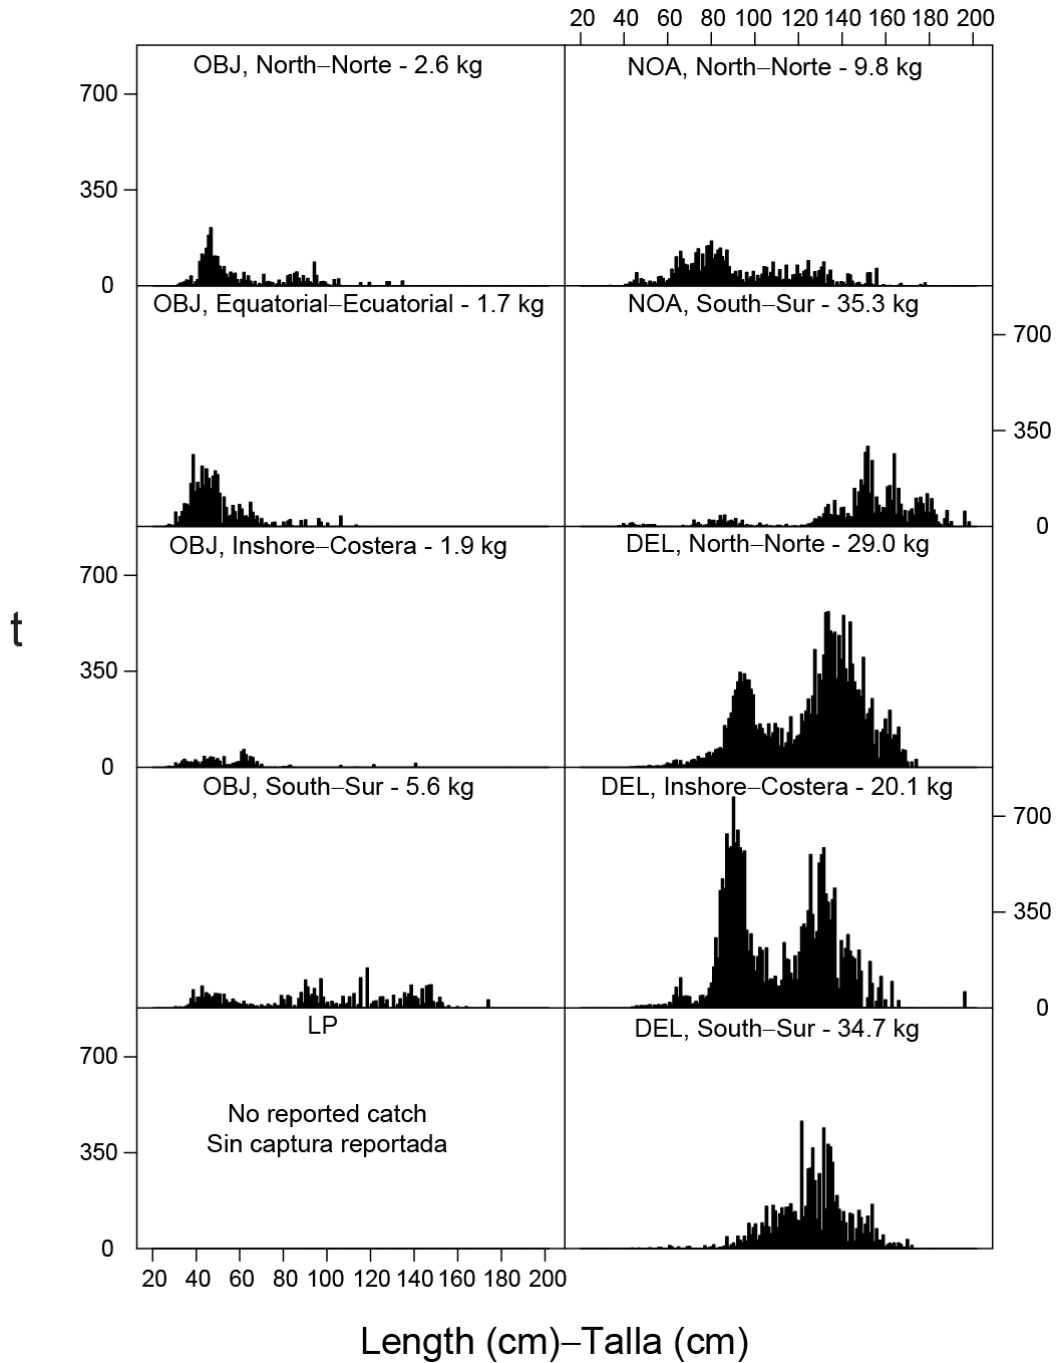 20 40 60 80 100 120 140 160 180 200
OBJ, North–Norte - 2.6 kg
NOA, North–Norte - 9.8 kg
700
350
0
OBJ, Equatorial–Ecuatorial - 1.7 kg
NOA, South–Sur - 35.3 kg
700
350
0
OBJ, Inshore–Costera - 1.9 kg
DEL, North–Norte - 29.0 kg
700
t
350
0
OBJ, South–Sur - 5.6 kg
DEL, Inshore–Costera - 20.1 kg
700
350
0
LP
DEL, South–Sur - 34.7 kg
700
No reported catch
Sin captura reportada
350
0
20 40 60 80 100 120 140 160 180 200
Length (cm)–Talla (cm)